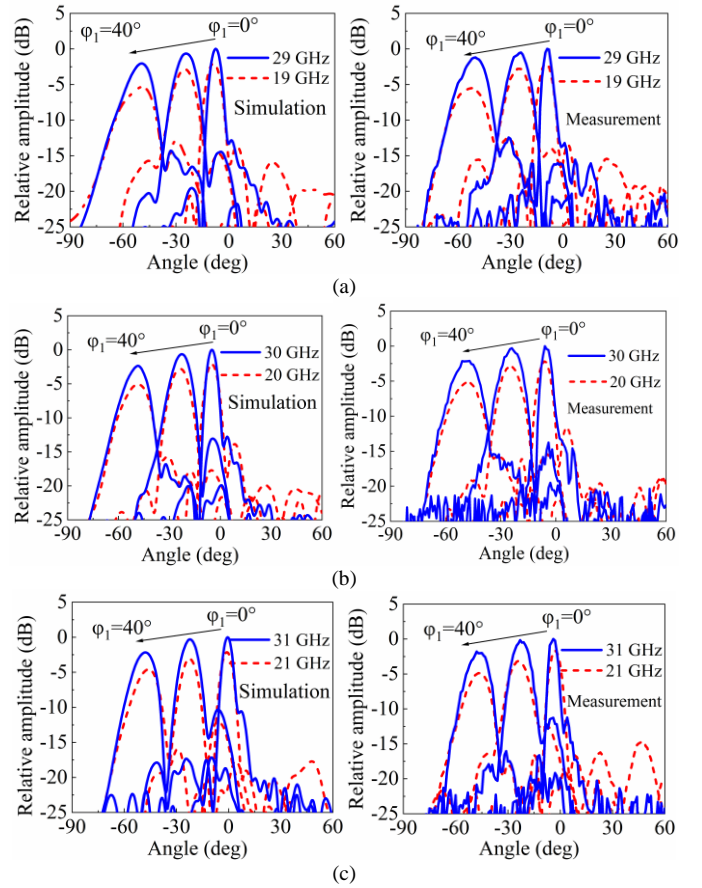 5
0
-5
-10
-15
-20
-25
Relative amplitude (dB)
φ1=40°
φ1=0°
29 GHz
19 GHz
Simulation
-90 -60 -30 0 30 60
Angle (deg)
5
0
-5
-10
-15
-20
-25
Relative amplitude (dB)
φ1=40°
φ1=0°
29 GHz
19 GHz
Measurement
-90 -60 -30 0 30 60
Angle (deg)
(a)
5
0
-5
-10
-15
-20
-25
Relative amplitude (dB)
φ1=40°
φ1=0°
30 GHz
20 GHz
Simulation
-90 -60 -30 0 30 60
Angle (deg)
5
0
-5
-10
-15
-20
-25
Relative amplitude (dB)
φ1=40°
φ1=0°
30 GHz
20 GHz
Measurement
-90 -60 -30 0 30 60
Angle (deg)
(b)
5
0
-5
-10
-15
-20
-25
Relative amplitude (dB)
φ1=40°
φ1=0°
31 GHz
21 GHz
Simulation
-90 -60 -30 0 30 60
Angle (deg)
5
0
-5
-10
-15
-20
-25
Relative amplitude (dB)
φ1=40°
φ1=0°
31 GHz
21 GHz
Measurement
-90 -60 -30 0 30 60
Angle (deg)
(c)